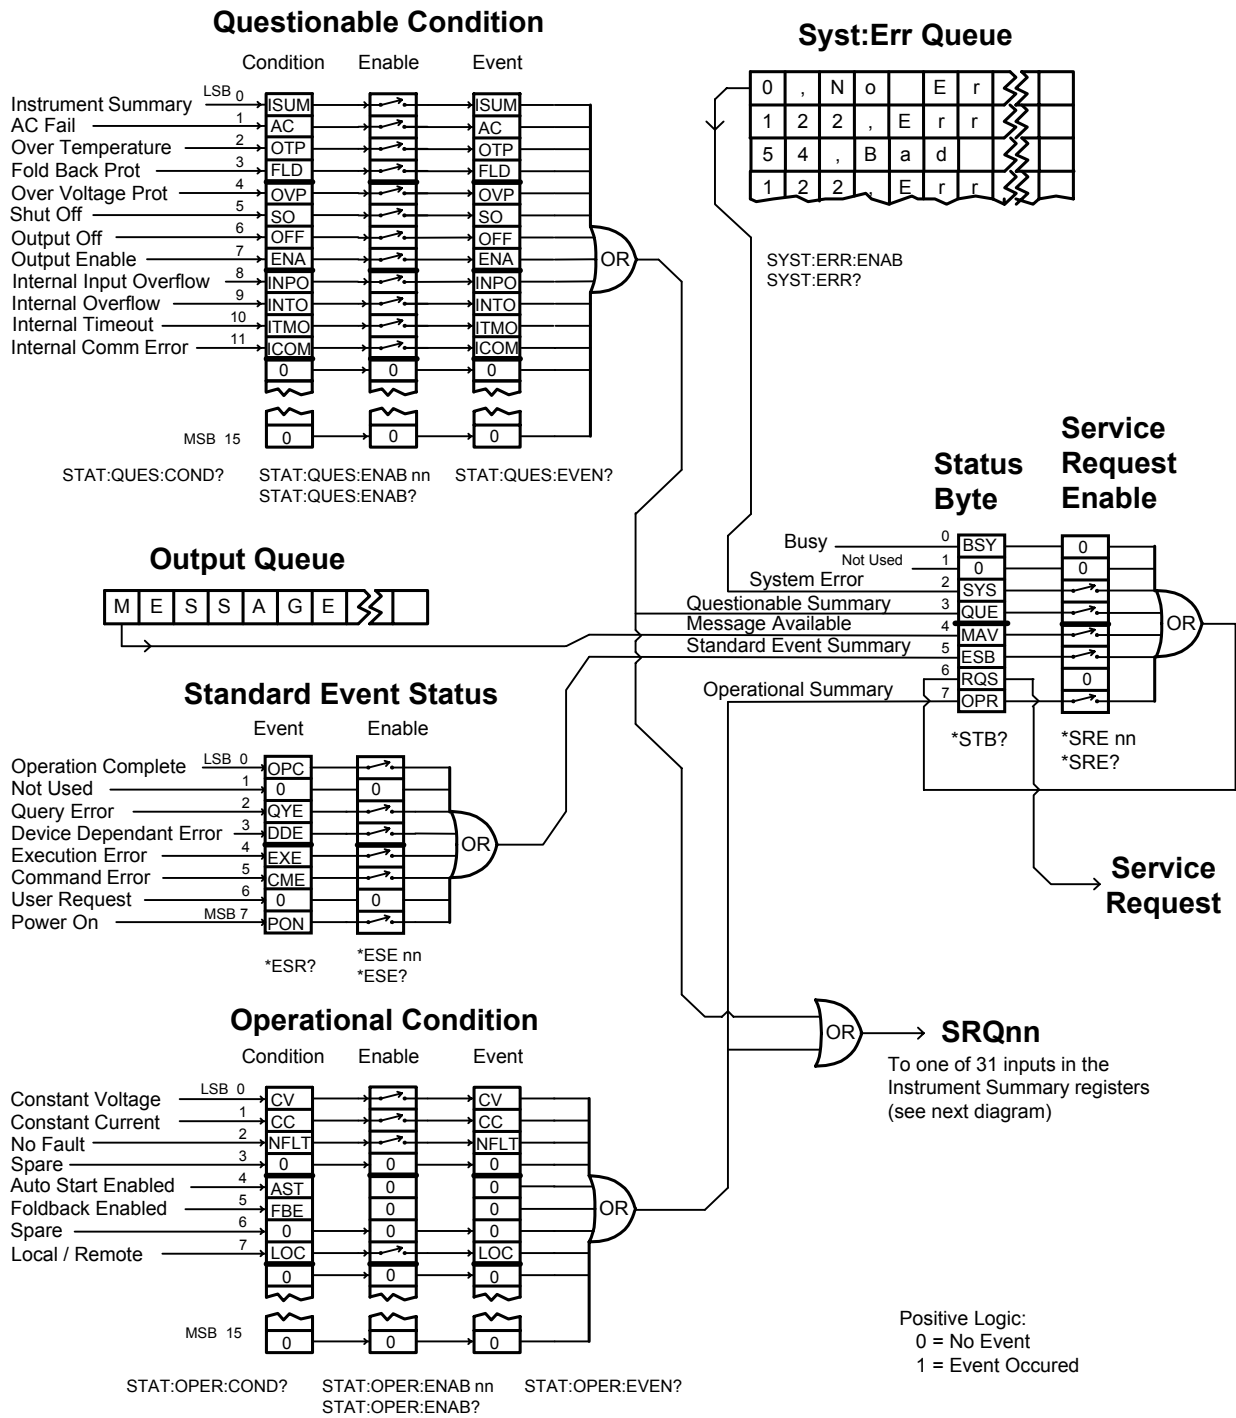 Questionable Condition
Condition Enable Event
Instrument Summary LSB 0 ISUM ISUM
AC Fail 1 AC AC
Over Temperature 2 OTP OTP
Fold Back Prot 3 FLD FLD
Over Voltage Prot 4 OVP OVP
Shut Off 5 SO SO
Output Off 6 OFF OFF
Output Enable 7 ENA ENA
Internal Input Overflow 8 INPO INPO
Internal Overflow 9 INTO INTO
Internal Timeout 10 ITMO ITMO
Internal Comm Error 11 ICOM ICOM
0 0 0
MSB 15 0 0 0
OR
STAT:QUES:COND? STAT:QUES:ENAB nn STAT:QUES:EVEN?
STAT:QUES:ENAB?
Syst:Err Queue
0 , N o E r
1 2 2 , E r r
5 4 , B a d
1 2 2 , E r r
SYST:ERR:ENAB
SYST:ERR?
Output Queue
M E S S A G E
Status
Byte
Service
Request
Enable
Busy 0 BSY 0
Not Used 1 0 0
System Error 2 SYS
Questionable Summary 3 QUE
Message Available 4 MAV
Standard Event Summary 5 ESB
6 RQS 0
Operational Summary 7 OPR
OR
*STB? *SRE nn
*SRE?
Service
Request
Standard Event Status
Event Enable
Operation Complete LSB 0 OPC
Not Used 1 0 0
Query Error 2 QYE
Device Dependant Error 3 DDE
Execution Error 4 EXE
Command Error 5 CME
User Request 6 0 0
Power On MSB 7 PON
OR
*ESR? *ESE nn
*ESE?
Operational Condition
Condition Enable Event
Constant Voltage LSB 0 CV CV
Constant Current 1 CC CC
No Fault 2 NFLT NFLT
Spare 3 0 0 0
Auto Start Enabled 4 AST 0 0
Foldback Enabled 5 FBE 0 0
Spare 6 0 0 0
Local / Remote 7 LOC LOC
0 0 0
MSB 15 0 0 0
OR
STAT:OPER:COND? STAT:OPER:ENAB nn STAT:OPER:EVEN?
STAT:OPER:ENAB?
OR
SRQnn
To one of 31 inputs in the
Instrument Summary registers
(see next diagram)
Positive Logic:
0 = No Event
1 = Event Occured